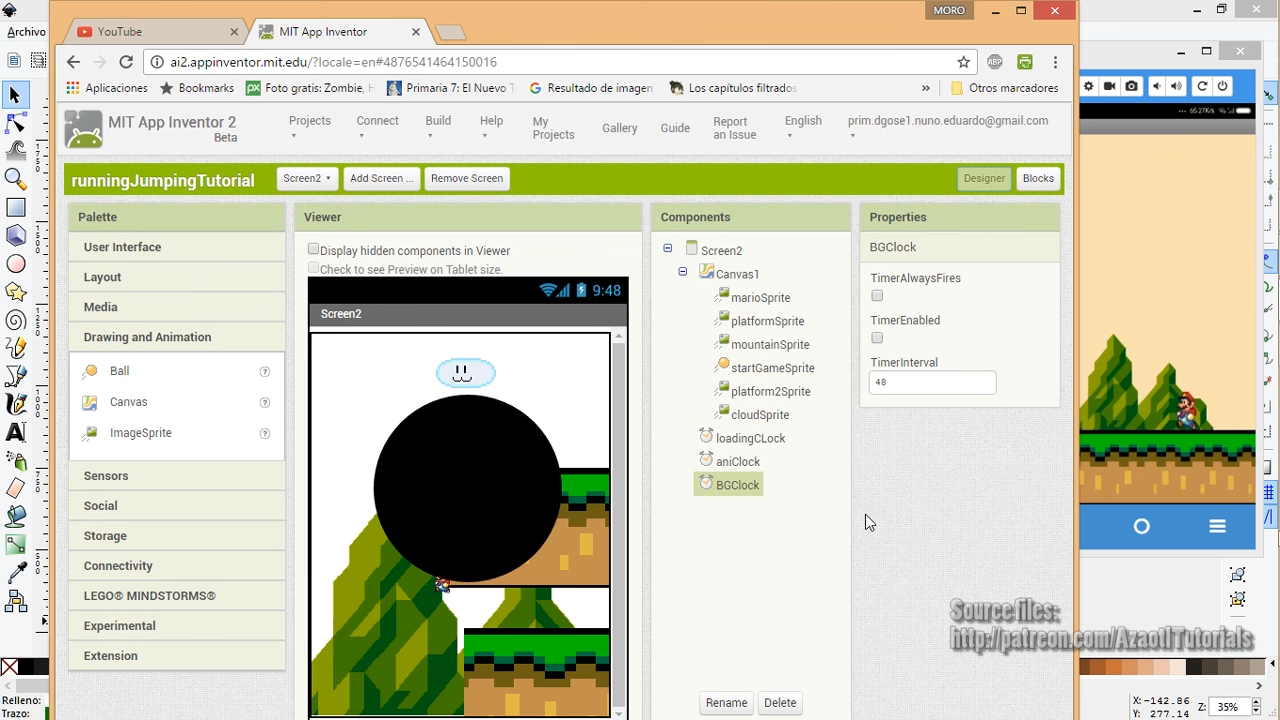 MORO
Archivo
YouTube
MIT App Inventor
ai2.appinventor.mit.edu/?locale=en#4876541464150016
ABP
Aplicaciones
Bookmarks
Foto gratis: Zombie, H
Primaria 7: El Nuevo T
Resultado de imagen
Los capítulos filtrados
»
Otros marcadores
MIT App Inventor 2
Beta
Projects
Connect
Build
Help
My Projects
Gallery
Guide
Report an Issue
English
prim.dgose1.nuno.eduardo@gmail.com
runningJumpingTutorial
Screen2
Add Screen ...
Remove Screen
Designer
Blocks
Palette
User Interface
Layout
Media
Drawing and Animation
Ball
Canvas
ImageSprite
Sensors
Social
Storage
Connectivity
LEGO® MINDSTORMS®
Experimental
Extension
Viewer
Display hidden components in Viewer
Check to see Preview on Tablet size.
9:48
Screen2
Components
Screen2
Canvas1
marioSprite
platformSprite
mountainSprite
startGameSprite
platform2Sprite
cloudSprite
loadingCLock
aniClock
BGClock
Rename
Delete
Properties
BGClock
TimerAlwaysFires
TimerEnabled
TimerInterval
48
Source files:
http://patreon.com/AzaotlTutorials
Relleno:
Trazo:
X: -142.86
Y: 277.14
Z:
35%